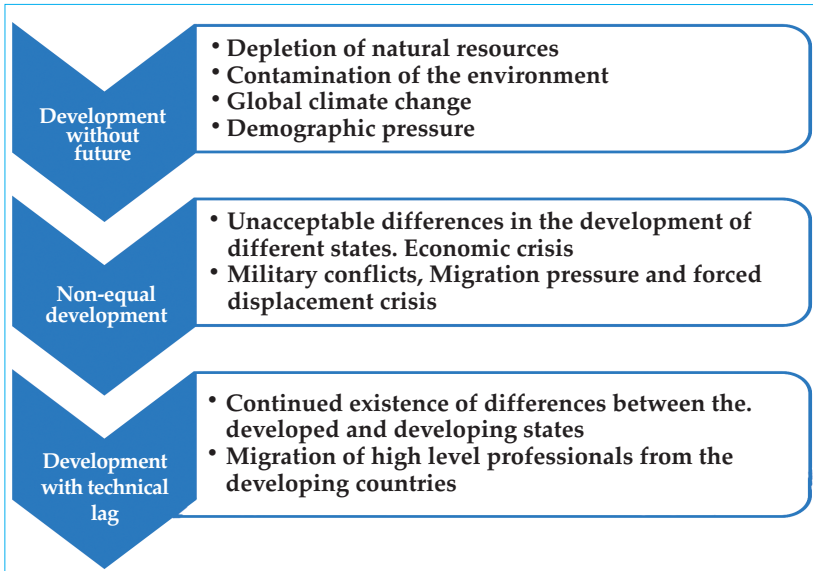 Development
without
future
• Depletion of natural resources
• Contamination of the environment
• Global climate change
• Demographic pressure
Non-equal
development
• Unacceptable differences in the development of
different states. Economic crisis
• Military conflicts, Migration pressure and forced
displacement crisis
Development
with technical
lag
• Continued existence of differences between the.
developed and developing states
• Migration of high level professionals from the
developing countries